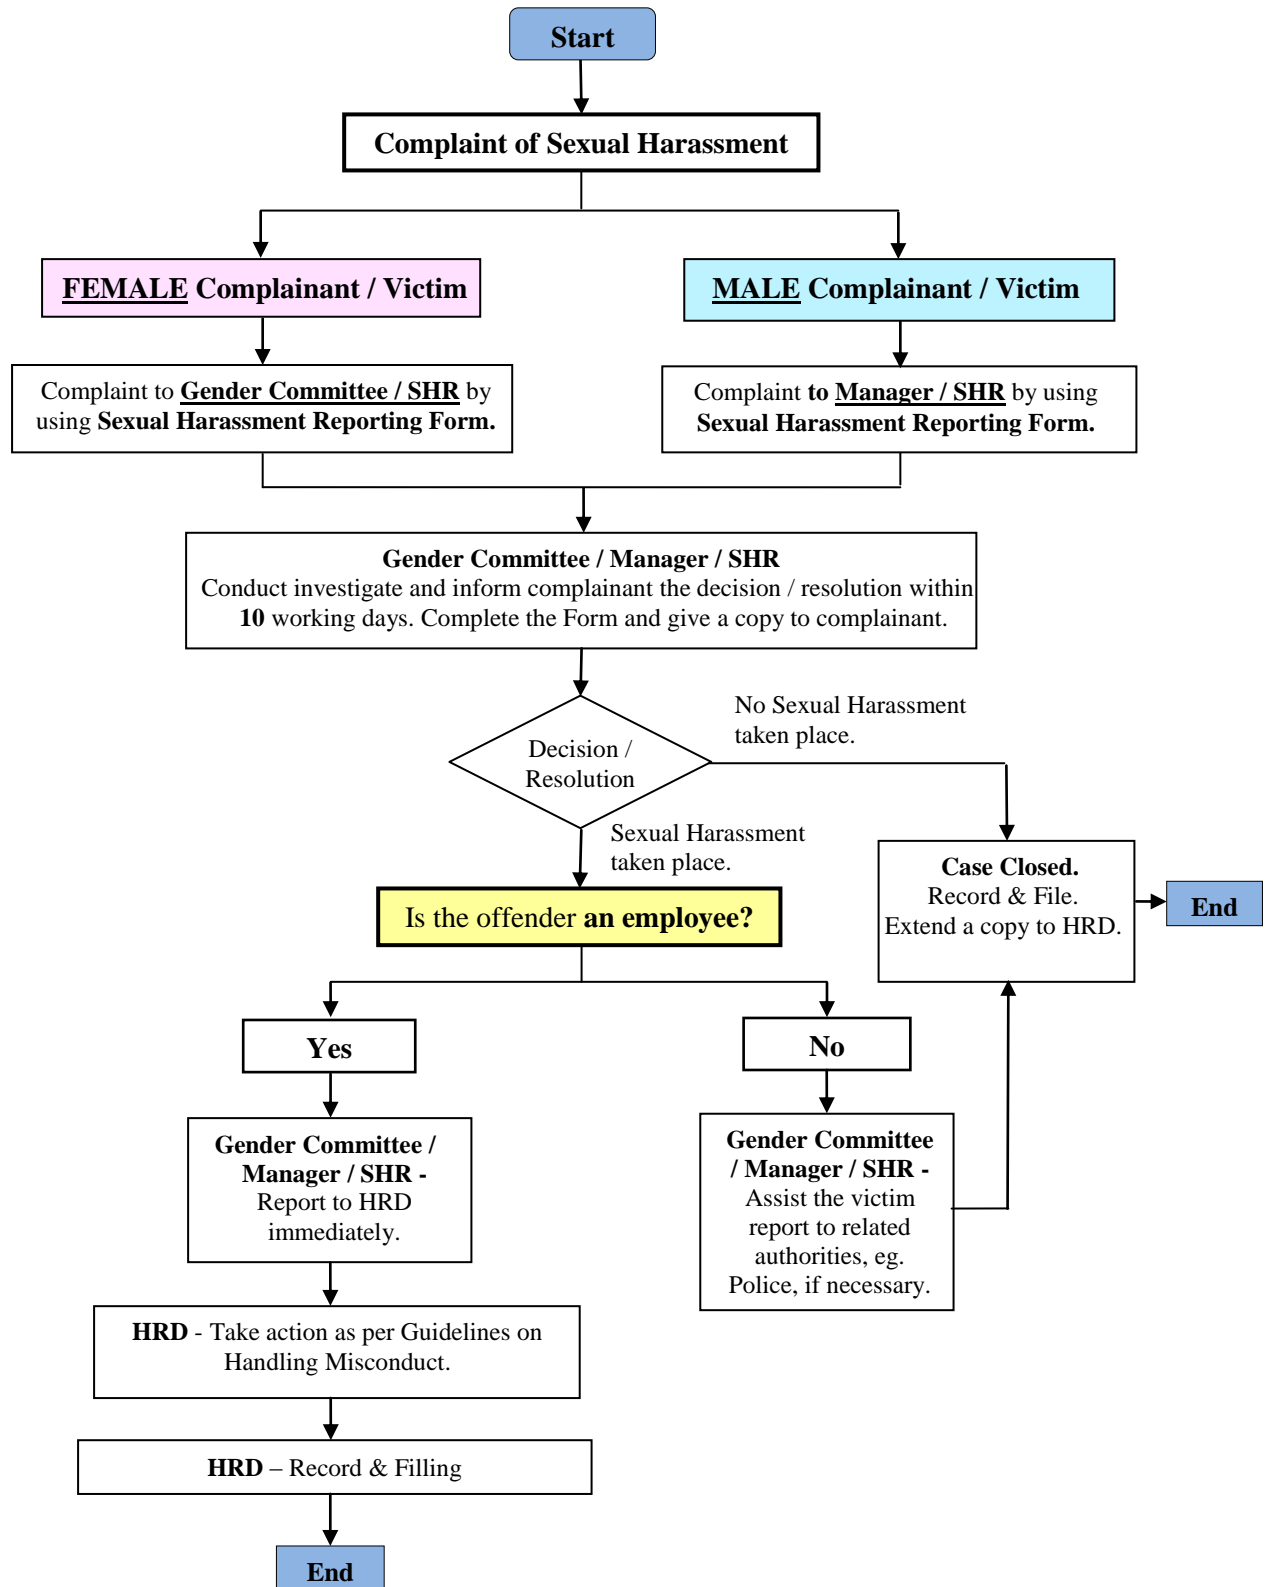 Start
Complaint of Sexual Harassment
FEMALE Complainant / Victim
MALE Complainant / Victim
Complaint to Gender Committee / SHR by
using Sexual Harassment Reporting Form.
Complaint to Manager / SHR by using
Sexual Harassment Reporting Form.
Gender Committee / Manager / SHR
Conduct investigate and inform complainant the decision / resolution within
10 working days. Complete the Form and give a copy to complainant.
Decision /
Resolution
No Sexual Harassment
taken place.
Sexual Harassment
taken place.
Case Closed.
Record & File.
Extend a copy to HRD.
End
Is the offender an employee?
Yes
No
Gender Committee /
Manager / SHR -
Report to HRD
immediately.
Gender Committee
/ Manager / SHR -
Assist the victim
report to related
authorities, eg.
Police, if necessary.
HRD - Take action as per Guidelines on
Handling Misconduct.
HRD – Record & Filling
End